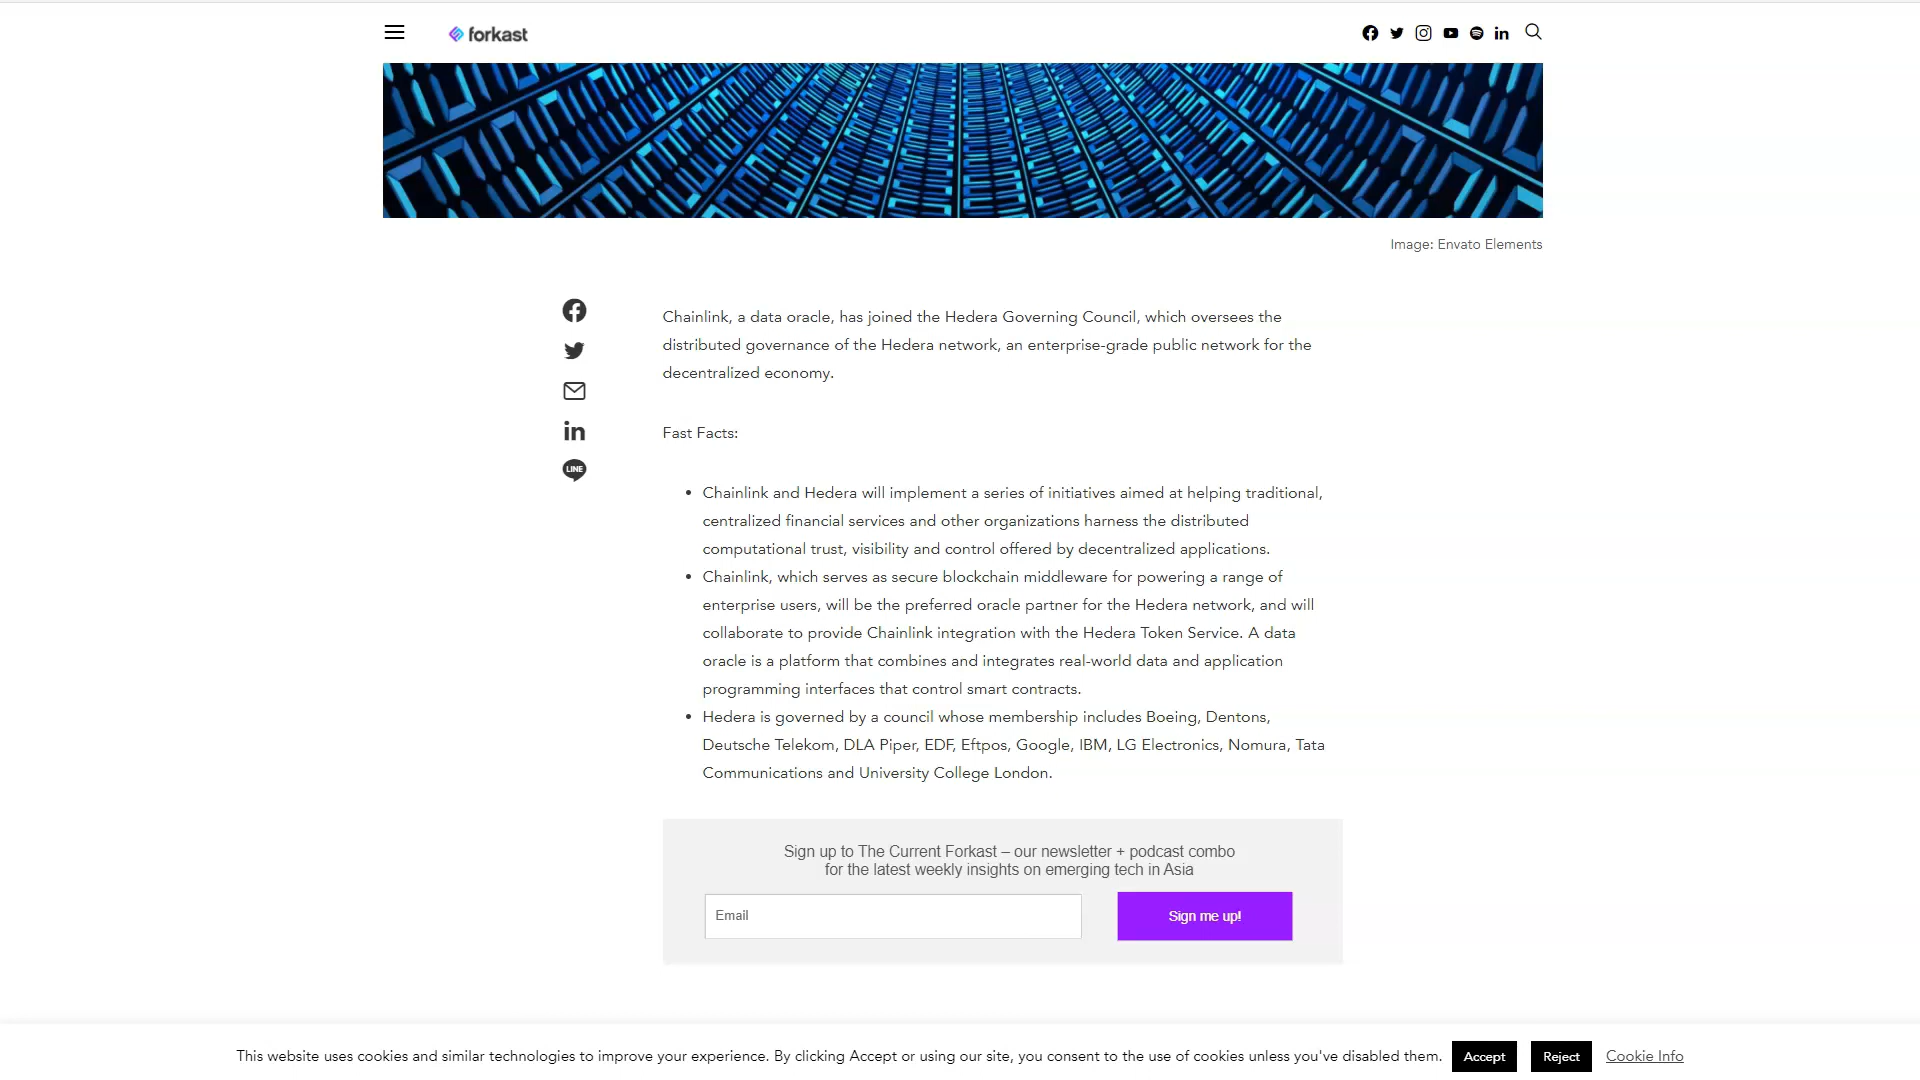 forkast
Image: Envato Elements
Chainlink, a data oracle, has joined the Hedera Governing Council, which oversees the
distributed governance of the Hedera network, an enterprise-grade public network for the
decentralized economy.
Fast Facts:
Chainlink and Hedera will implement a series of initiatives aimed at helping traditional,
centralized financial services and other organizations harness the distributed
computational trust, visibility and control offered by decentralized applications.
Chainlink, which serves as secure blockchain middleware for powering a range of
enterprise users, will be the preferred oracle partner for the Hedera network, and will
collaborate to provide Chainlink integration with the Hedera Token Service. A data
oracle is a platform that combines and integrates real-world data and application
programming interfaces that control smart contracts.
Hedera is governed by a council whose membership includes Boeing, Dentons,
Deutsche Telekom, DLA Piper, EDF, Eftpos, Google, IBM, LG Electronics, Nomura, Tata
Communications and University College London.
LINE
Sign up to The Current Forkast – our newsletter + podcast combo
for the latest weekly insights on emerging tech in Asia
Email
Sign me up!
This website uses cookies and similar technologies to improve your experience. By clicking Accept or using our site, you consent to the use of cookies unless you've disabled them. Accept Reject Cookie Info